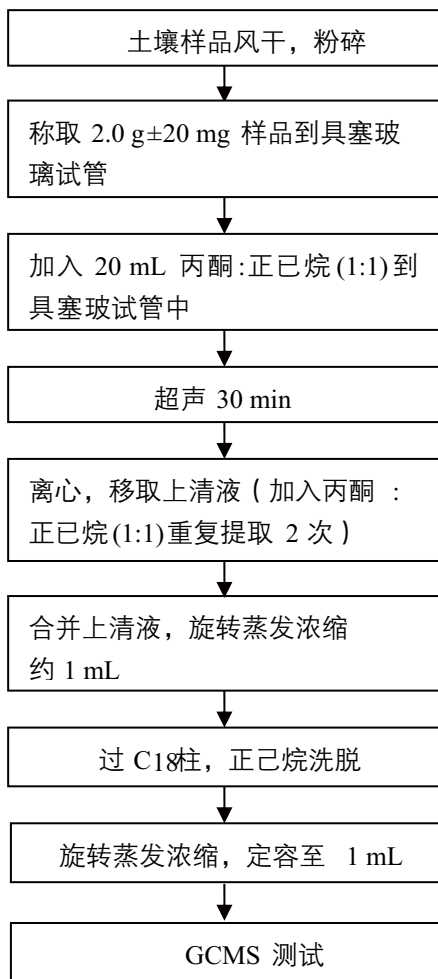 土壤样品风干，粉碎
称取 2.0 g±20 mg 样品到具塞玻
璃试管
加入 20 mL 丙酮:正已烷(1:1)到
具塞玻试管中
超声 30 min
离心，移取上清液（加入丙酮 :
正已烷(1:1)重复提取 2 次）
合并上清液，旋转蒸发浓缩
约 1 mL
过 C18柱，正己烷洗脱
旋转蒸发浓缩，定容至 1 mL
GCMS 测试